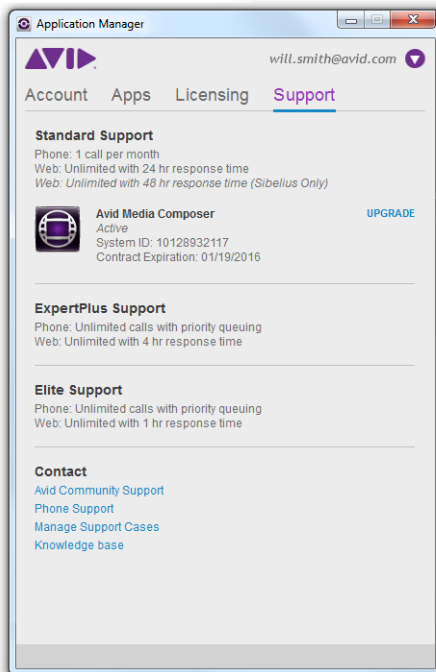 Application Manager
AVID
will.smith@avid.com
Account Apps Licensing Support
Standard Support
Phone: 1 call per month
Web: Unlimited with 24 hr response time
Web: Unlimited with 48 hr response time (Sibelius Only)
Avid Media Composer UPGRADE
Active
System ID: 10128932117
Contract Expiration: 01/19/2016
ExpertPlus Support
Phone: Unlimited calls with priority queuing
Web: Unlimited with 4 hr response time
Elite Support
Phone: Unlimited calls with priority queuing
Web: Unlimited with 1 hr response time
Contact
Avid Community Support
Phone Support
Manage Support Cases
Knowledge base